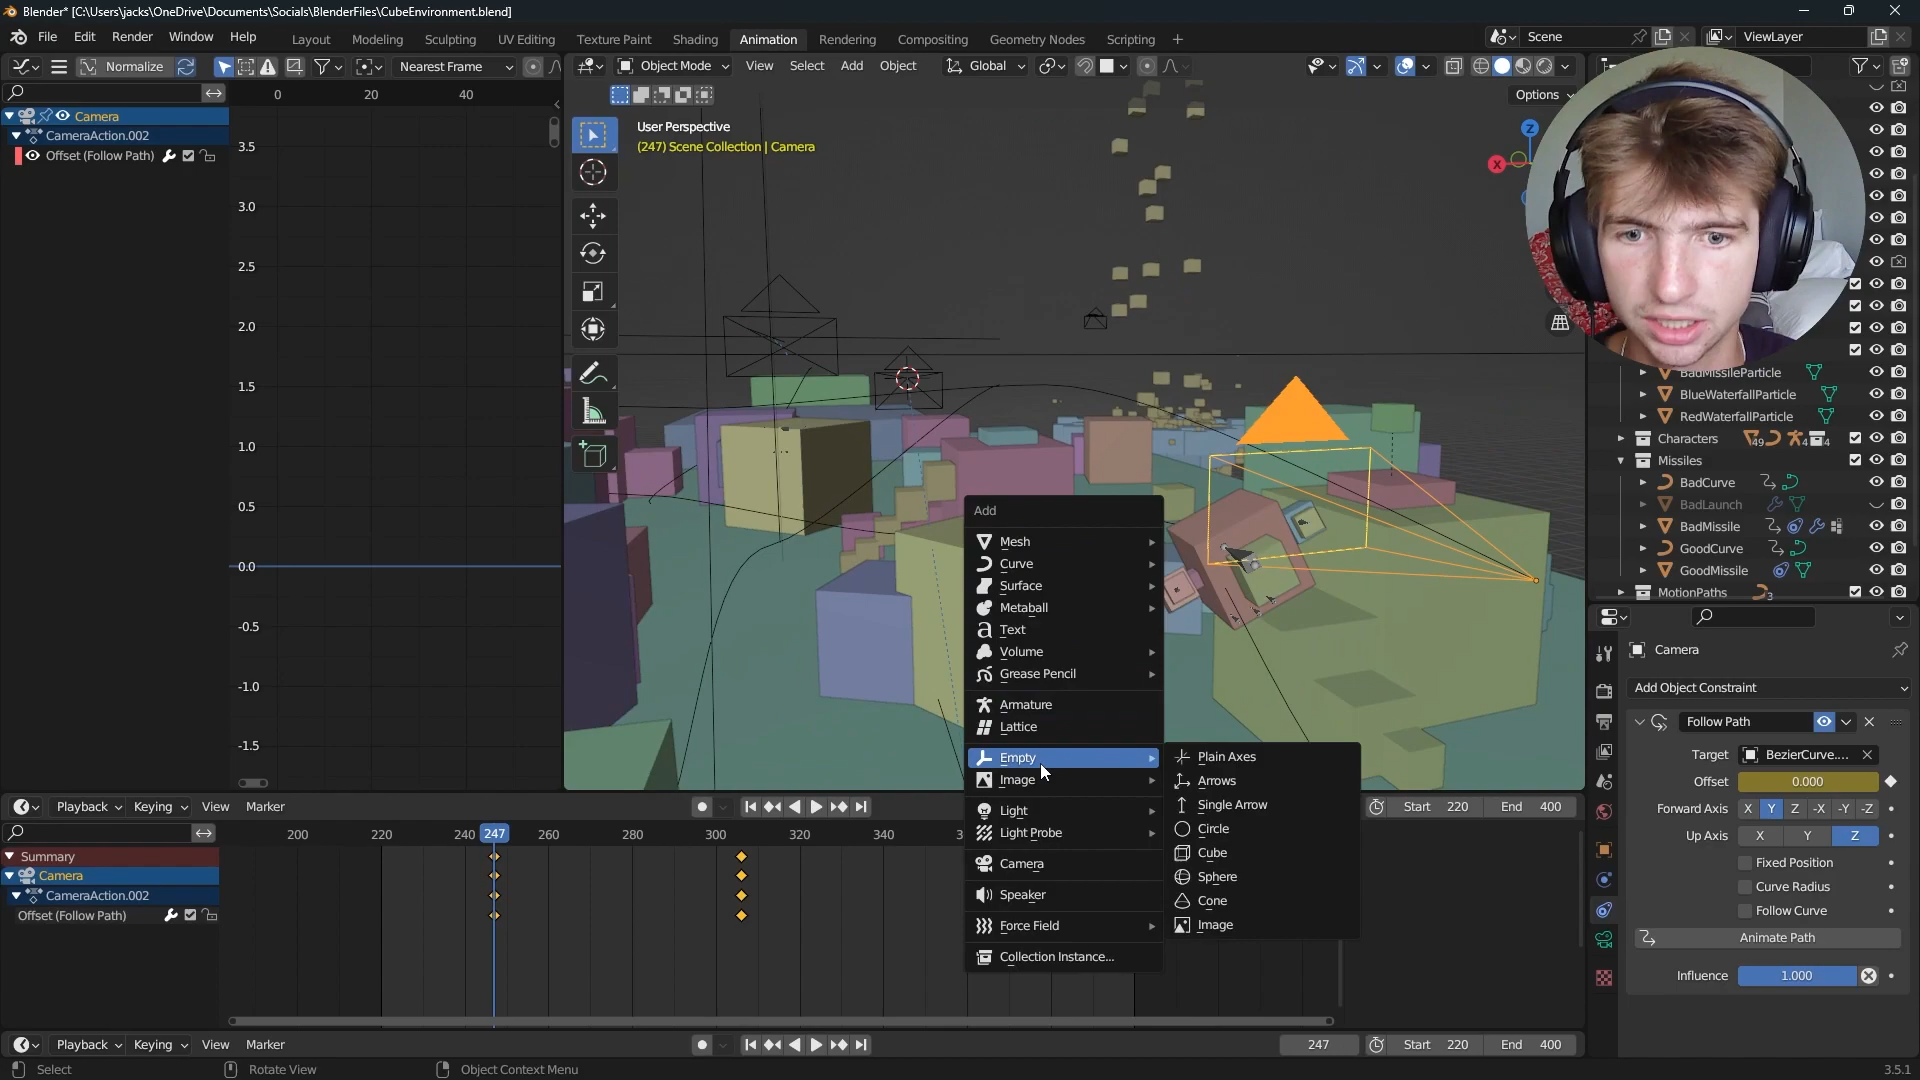 Blender* [C:\Users\jacks\OneDrive\Documents\Socials\BlenderFiles\CubeEnvironment.blend]
File Edit Render Window Help
Layout Modeling Sculpting UV Editing Texture Paint Shading Animation Rendering Compositing Geometry Nodes Scripting +
Scene
ViewLayer
Normalize
Nearest Frame
Object Mode View Select Add Object Global
Options
0 20 40
Camera
CameraAction.002
Offset (Follow Path)
3.5
3.0
2.5
2.0
1.5
1.0
0.5
0.0
-0.5
-1.0
-1.5
User Perspective
(247) Scene Collection | Camera
Z
X
Add
Mesh
Curve
Surface
Metaball
Text
Volume
Grease Pencil
Armature
Lattice
Empty
Image
Light
Light Probe
Camera
Speaker
Force Field
Collection Instance...
Plain Axes
Arrows
Single Arrow
Circle
Cube
Sphere
Cone
Image
BadMissileParticle
BlueWaterfallParticle
RedWaterfallParticle
Characters 49 4 4
Missiles
BadCurve
BadLaunch
BadMissile
GoodCurve
GoodMissile
MotionPaths 3
Camera
Add Object Constraint
Follow Path
Target BezierCurve....
Offset 0.000
Forward Axis X Y Z -X -Y -Z
Up Axis X Y Z
Fixed Position
Curve Radius
Follow Curve
Animate Path
Influence 1.000
Playback Keying View Marker
Start 220 End 400
200 220 240 247 260 280 300 320 340
Summary
Camera
CameraAction.002
Offset (Follow Path)
Playback Keying View Marker
247 Start 220 End 400
Select Rotate View Object Context Menu
3.5.1